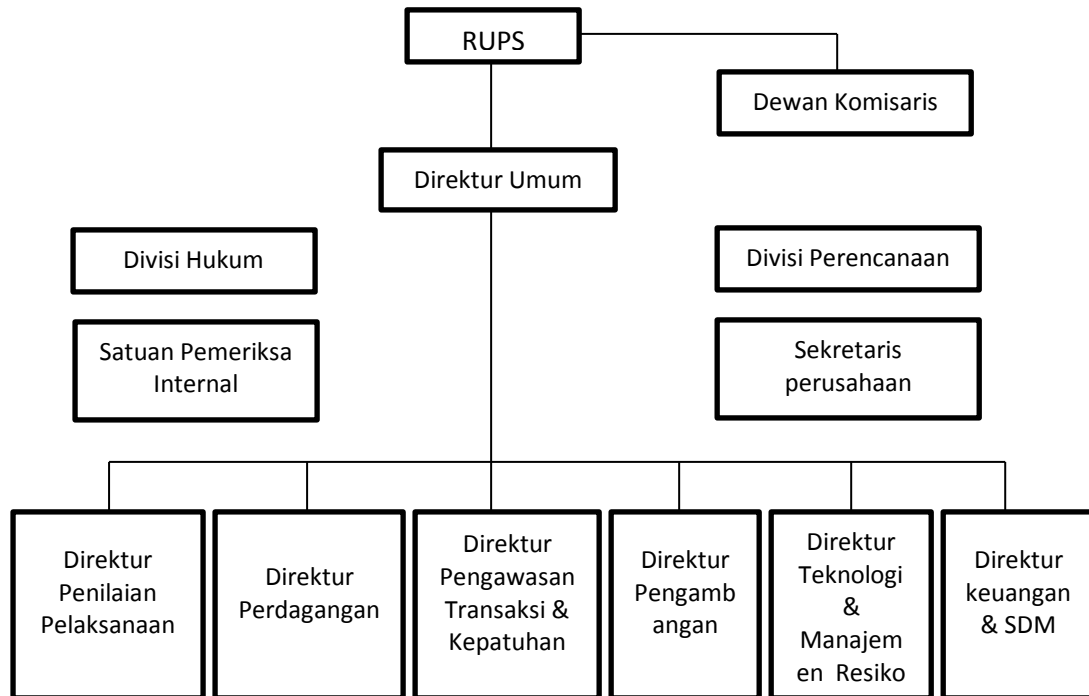 RUPS
Dewan Komisaris
Direktur Umum
Divisi Hukum
Divisi Perencanaan
Satuan Pemeriksa
Internal
Sekretaris
perusahaan
Direktur
Penilaian
Pelaksanaan
Direktur
Perdagangan
Direktur
Pengawasan
Transaksi &
Kepatuhan
Direktur
Pengamb
angan
Direktur
Teknologi
&
Manajem
en Resiko
Direktur
keuangan
& SDM